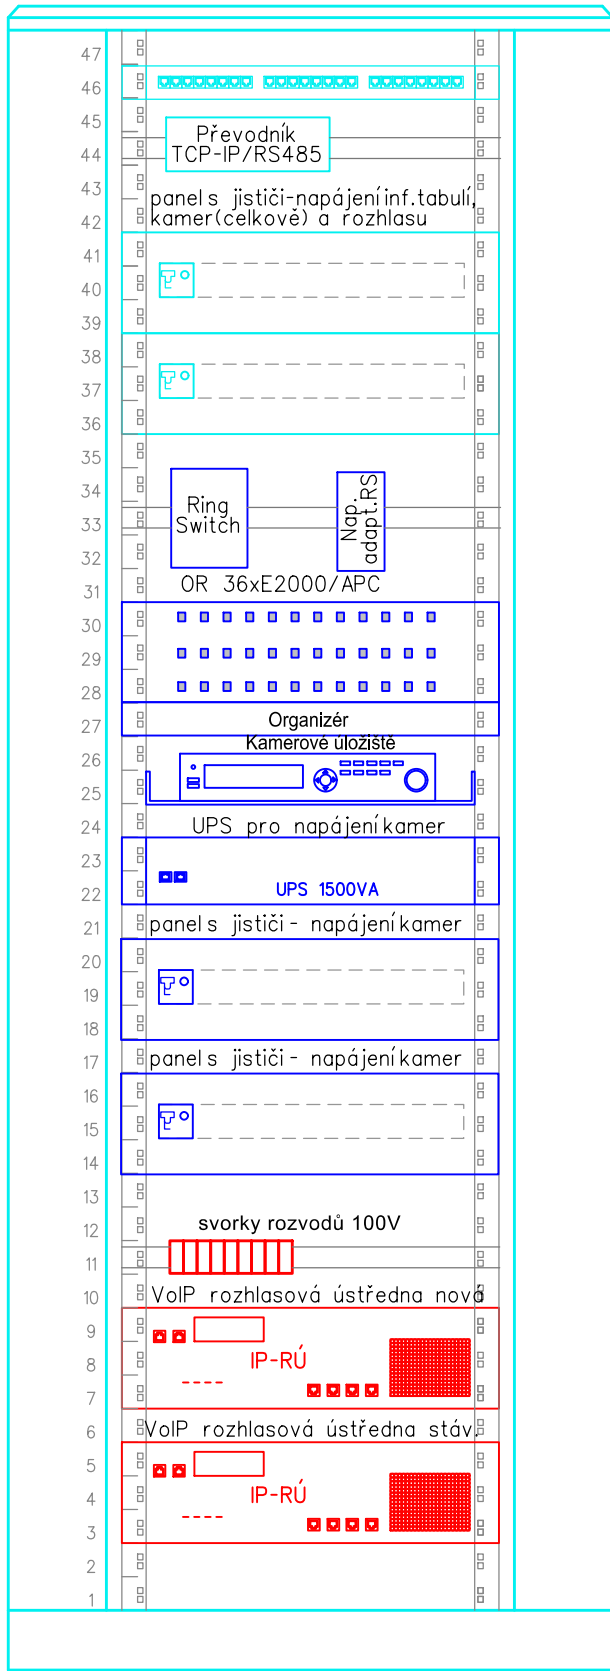 47
46
45
Převodník
44
TCP-IP/RS485
43
panel s jističi-napájení inf.tabulí,
42
kamer(celkově) a rozhlasu
41
40
39
38
37
36
35
34
Ring
Switch
Nap.
adapt.RS
33
32
31
OR 36xE2000/APC
30
29
28
27
Organizér
Kamerové úložiště
26
25
24
UPS pro napájení kamer
23
22
UPS 1500VA
21
panel s jističi - napájení kamer
20
19
18
17
panel s jističi - napájení kamer
16
15
14
13
12
svorky rozvodů 100V
11
10
VoIP rozhlasová ústředna nová
9
8
IP-RÚ
7
6
VoIP rozhlasová ústředna stáv.
5
4
IP-RÚ
3
2
1